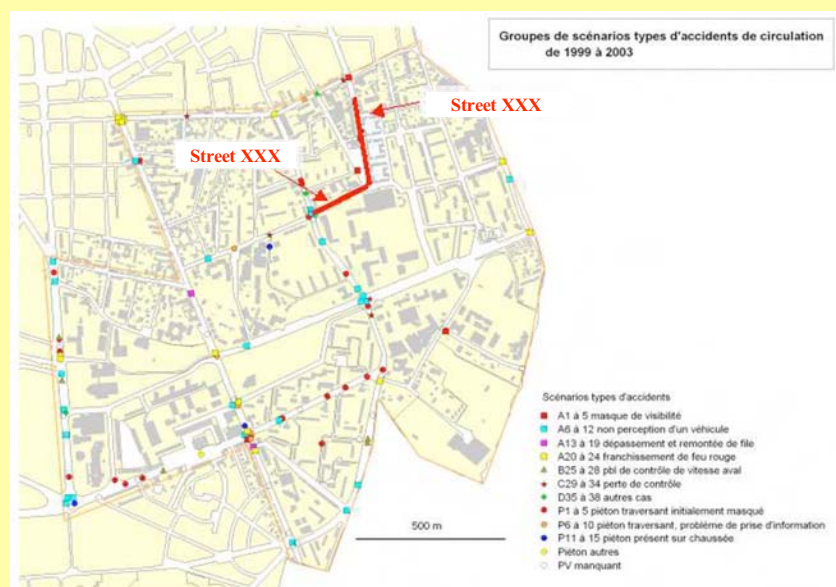 Groupes de scénarios types d'accidents de circulation
de 1999 à 2003
Street XXX
Street XXX
Scénarios types d'accidents
A1 à 5 masque de visibilité
A6 à 12 non perception d'un véhicule
A13 à 19 dépassement et remontée de file
A20 à 24 franchissement de feu rouge
B25 à 28 pbl de contrôle de vitesse aval
C29 à 34 perte de contrôle
D35 à 38 autres cas
P1 à 5 piéton traversant initialement masqué
P6 à 10 piéton traversant, problème de prise d'information
P11 à 15 piéton présent sur chaussée
Piéton autres
PV manquant
500 m